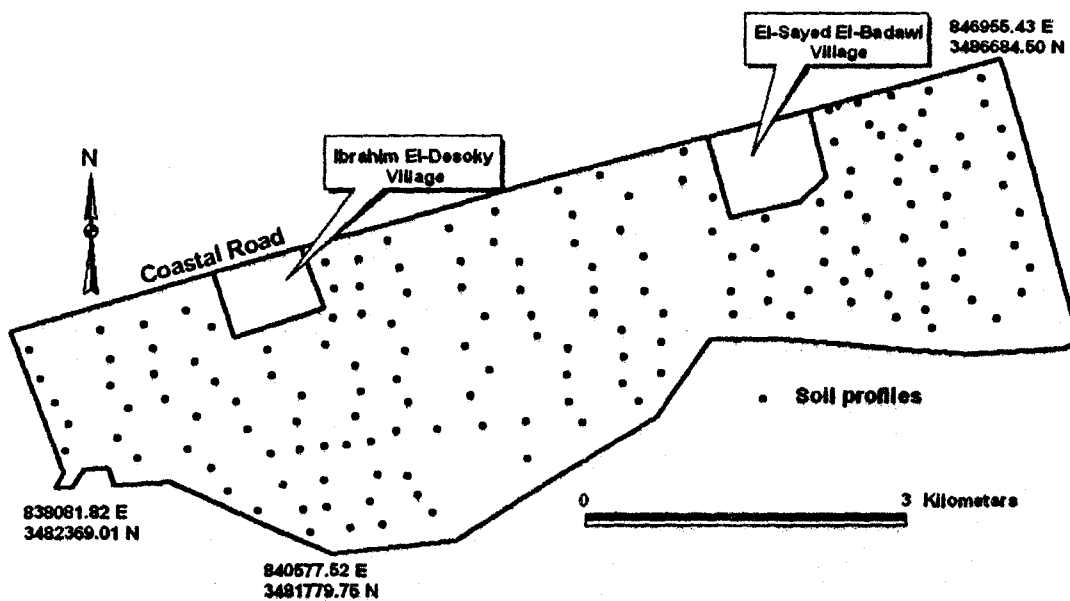 El-Sayed El-Badawi
Village
846955.43 E
3486684.50 N
Ibrahim El-Desoky
Village
N
Coastal Road
Soil profiles
0 3 Kilometers
838081.82 E
3482369.01 N
840577.52 E
3481779.75 N